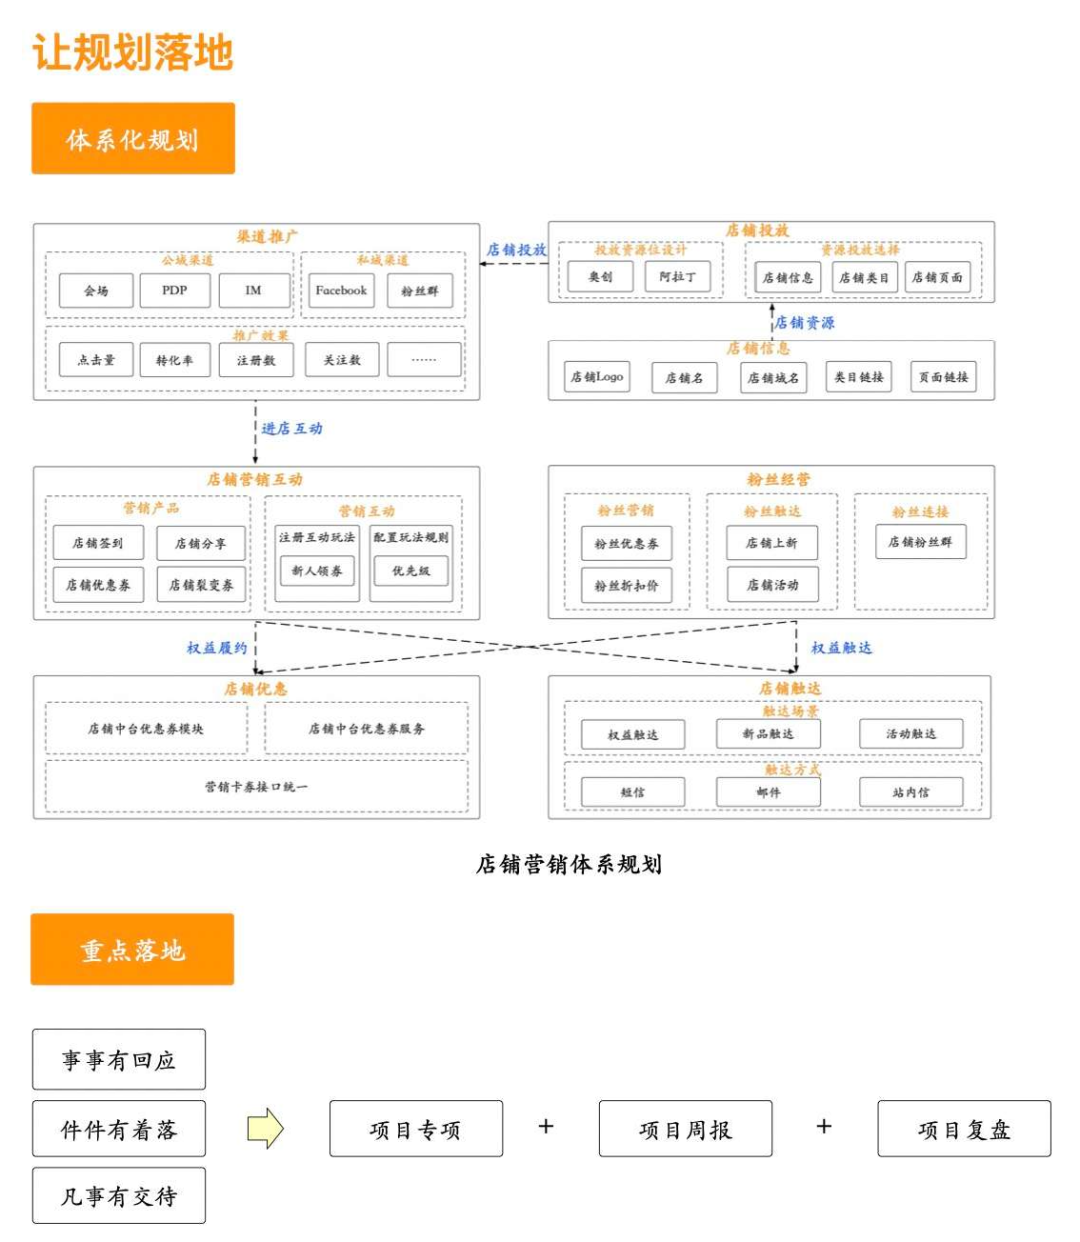 让规划落地
体系化规划
渠道推广
公域渠道
会场
PDP
IM
私域渠道
Facebook
粉丝群
推广效果
点击量
转化率
注册数
关注数
……
店铺投放
店铺投放
投放资源位设计
奥创
阿拉丁
资源投放选择
店铺信息
店铺类目
店铺页面
店铺资源
店铺信息
店铺Logo
店铺名
店铺域名
类目链接
页面链接
进店互动
店铺营销互动
营销产品
店铺签到
店铺分享
店铺优惠券
店铺裂变券
营销互动
注册互动玩法
新人领券
配置玩法规则
优先级
粉丝经营
粉丝营销
粉丝优惠券
粉丝折扣价
粉丝触达
店铺上新
店铺活动
粉丝连接
店铺粉丝群
权益履约
权益触达
店铺优惠
店铺中台优惠券模块
店铺中台优惠券服务
营销卡券接口统一
店铺触达
触达场景
权益触达
新品触达
活动触达
触达方式
短信
邮件
站内信
店铺营销体系规划
重点落地
事事有回应
件件有着落
凡事有交待
项目专项
+
项目周报
+
项目复盘